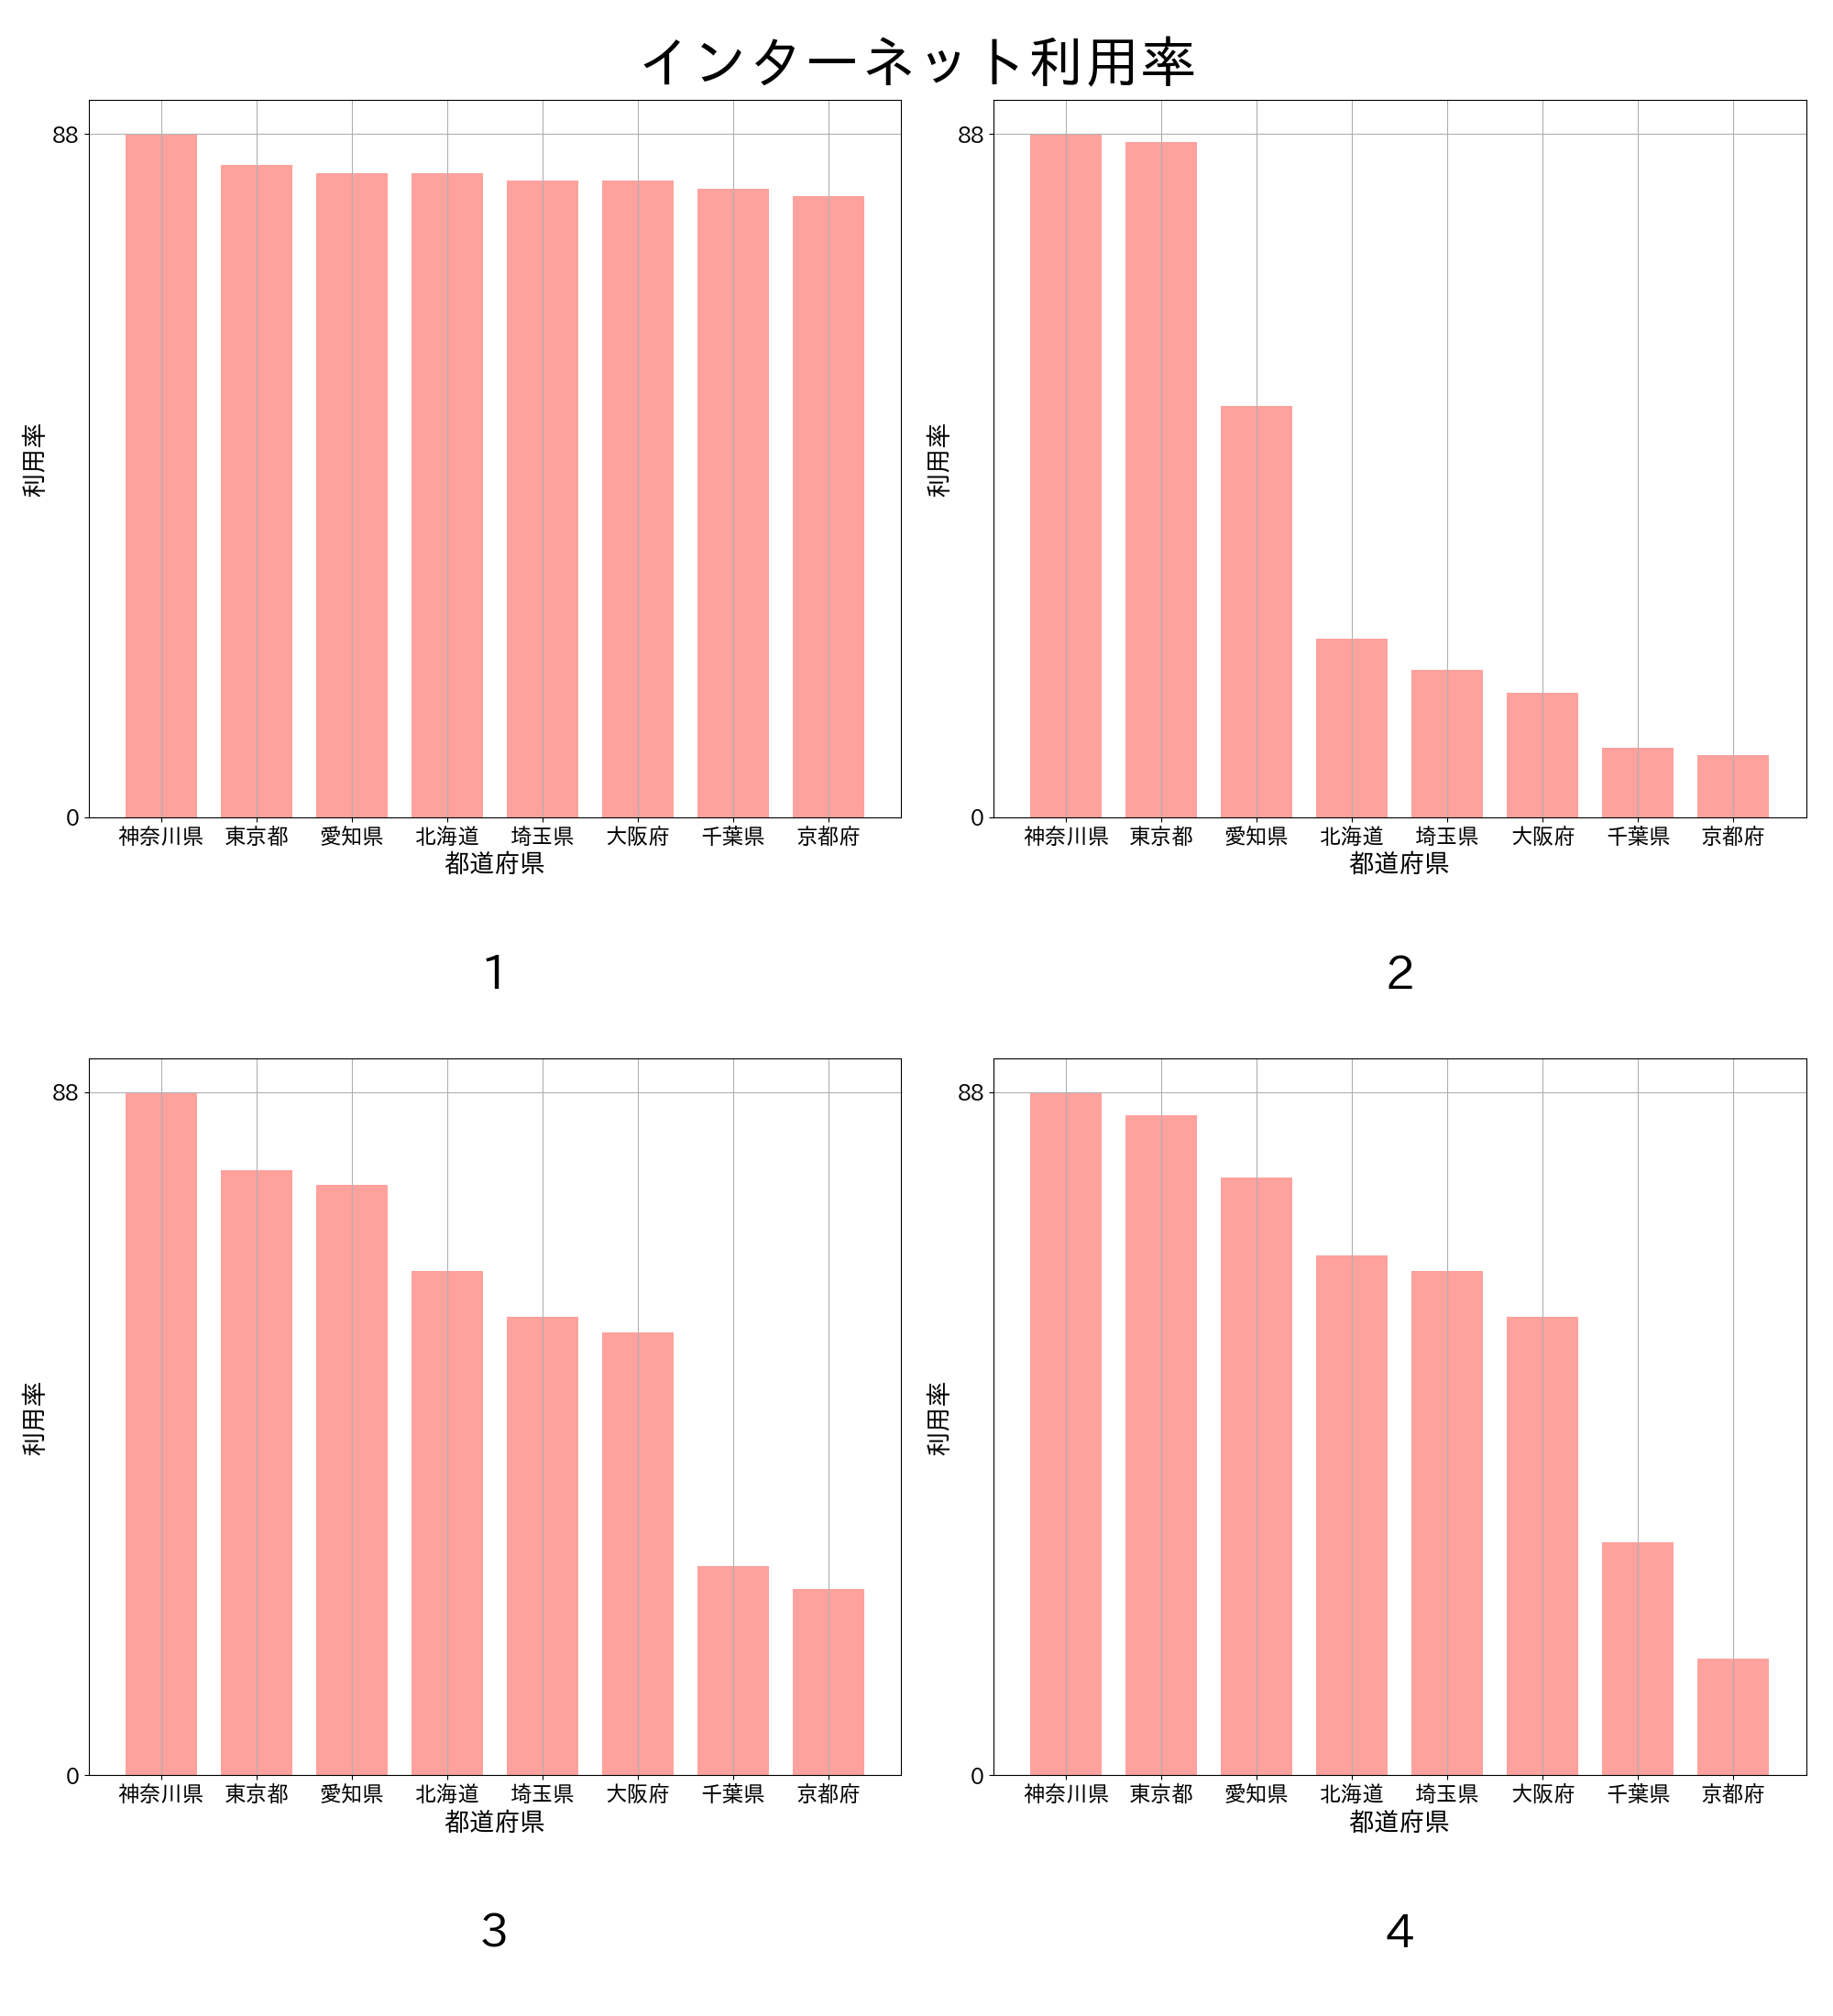 インターネット利用率
88
0
利用率
神奈川県 東京都 愛知県 北海道 埼玉県 大阪府 千葉県 京都府
都道府県
1
88
0
利用率
神奈川県 東京都 愛知県 北海道 埼玉県 大阪府 千葉県 京都府
都道府県
2
88
0
利用率
神奈川県 東京都 愛知県 北海道 埼玉県 大阪府 千葉県 京都府
都道府県
3
88
0
利用率
神奈川県 東京都 愛知県 北海道 埼玉県 大阪府 千葉県 京都府
都道府県
4